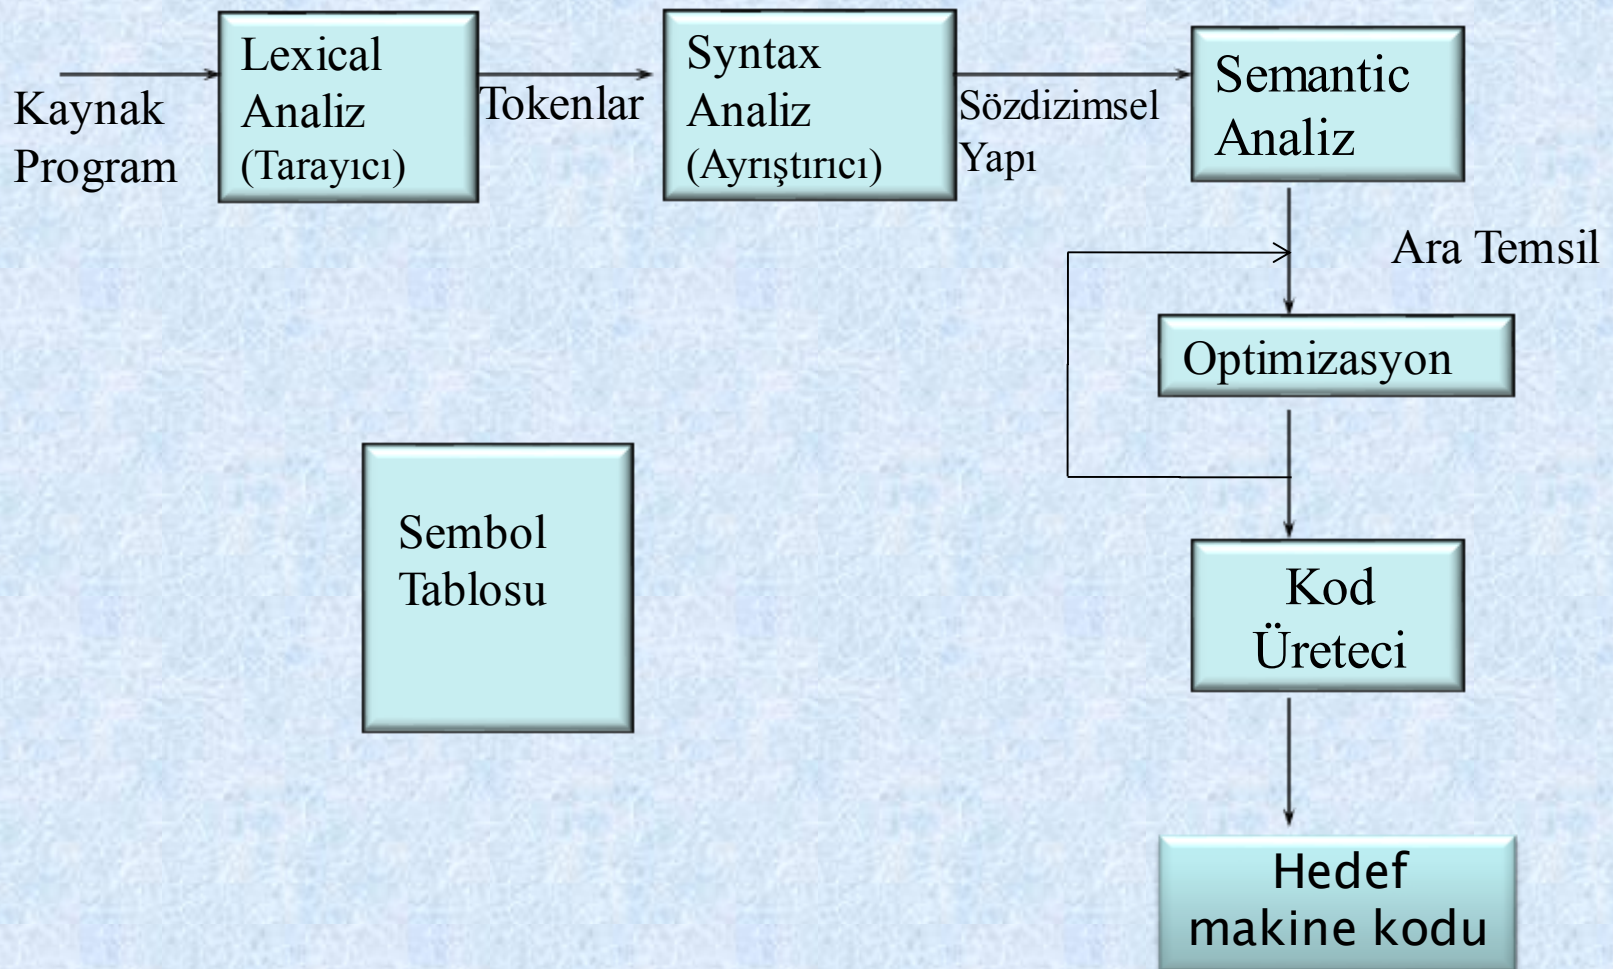 Kaynak
Program
Lexical
Analiz
(Tarayıcı)
Tokenlar
Syntax
Analiz
(Ayrıştırıcı)
Sözdizimsel
Yapı
Semantic
Analiz
Ara Temsil
Optimizasyon
Sembol
Tablosu
Kod
Üreteci
Hedef
makine kodu